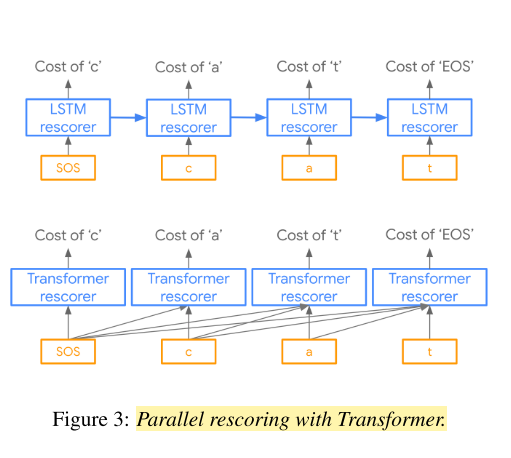 Cost of 'c' Cost of 'a' Cost of 't' Cost of 'EOS'
LSTM LSTM LSTM LSTM
rescorer rescorer rescorer rescorer
SOS c a t
Cost of 'c' Cost of 'a' Cost of 't' Cost of 'EOS'
Transformer Transformer Transformer Transformer
rescorer rescorer rescorer rescorer
SOS c a t
Figure 3: Parallel rescoring with Transformer.